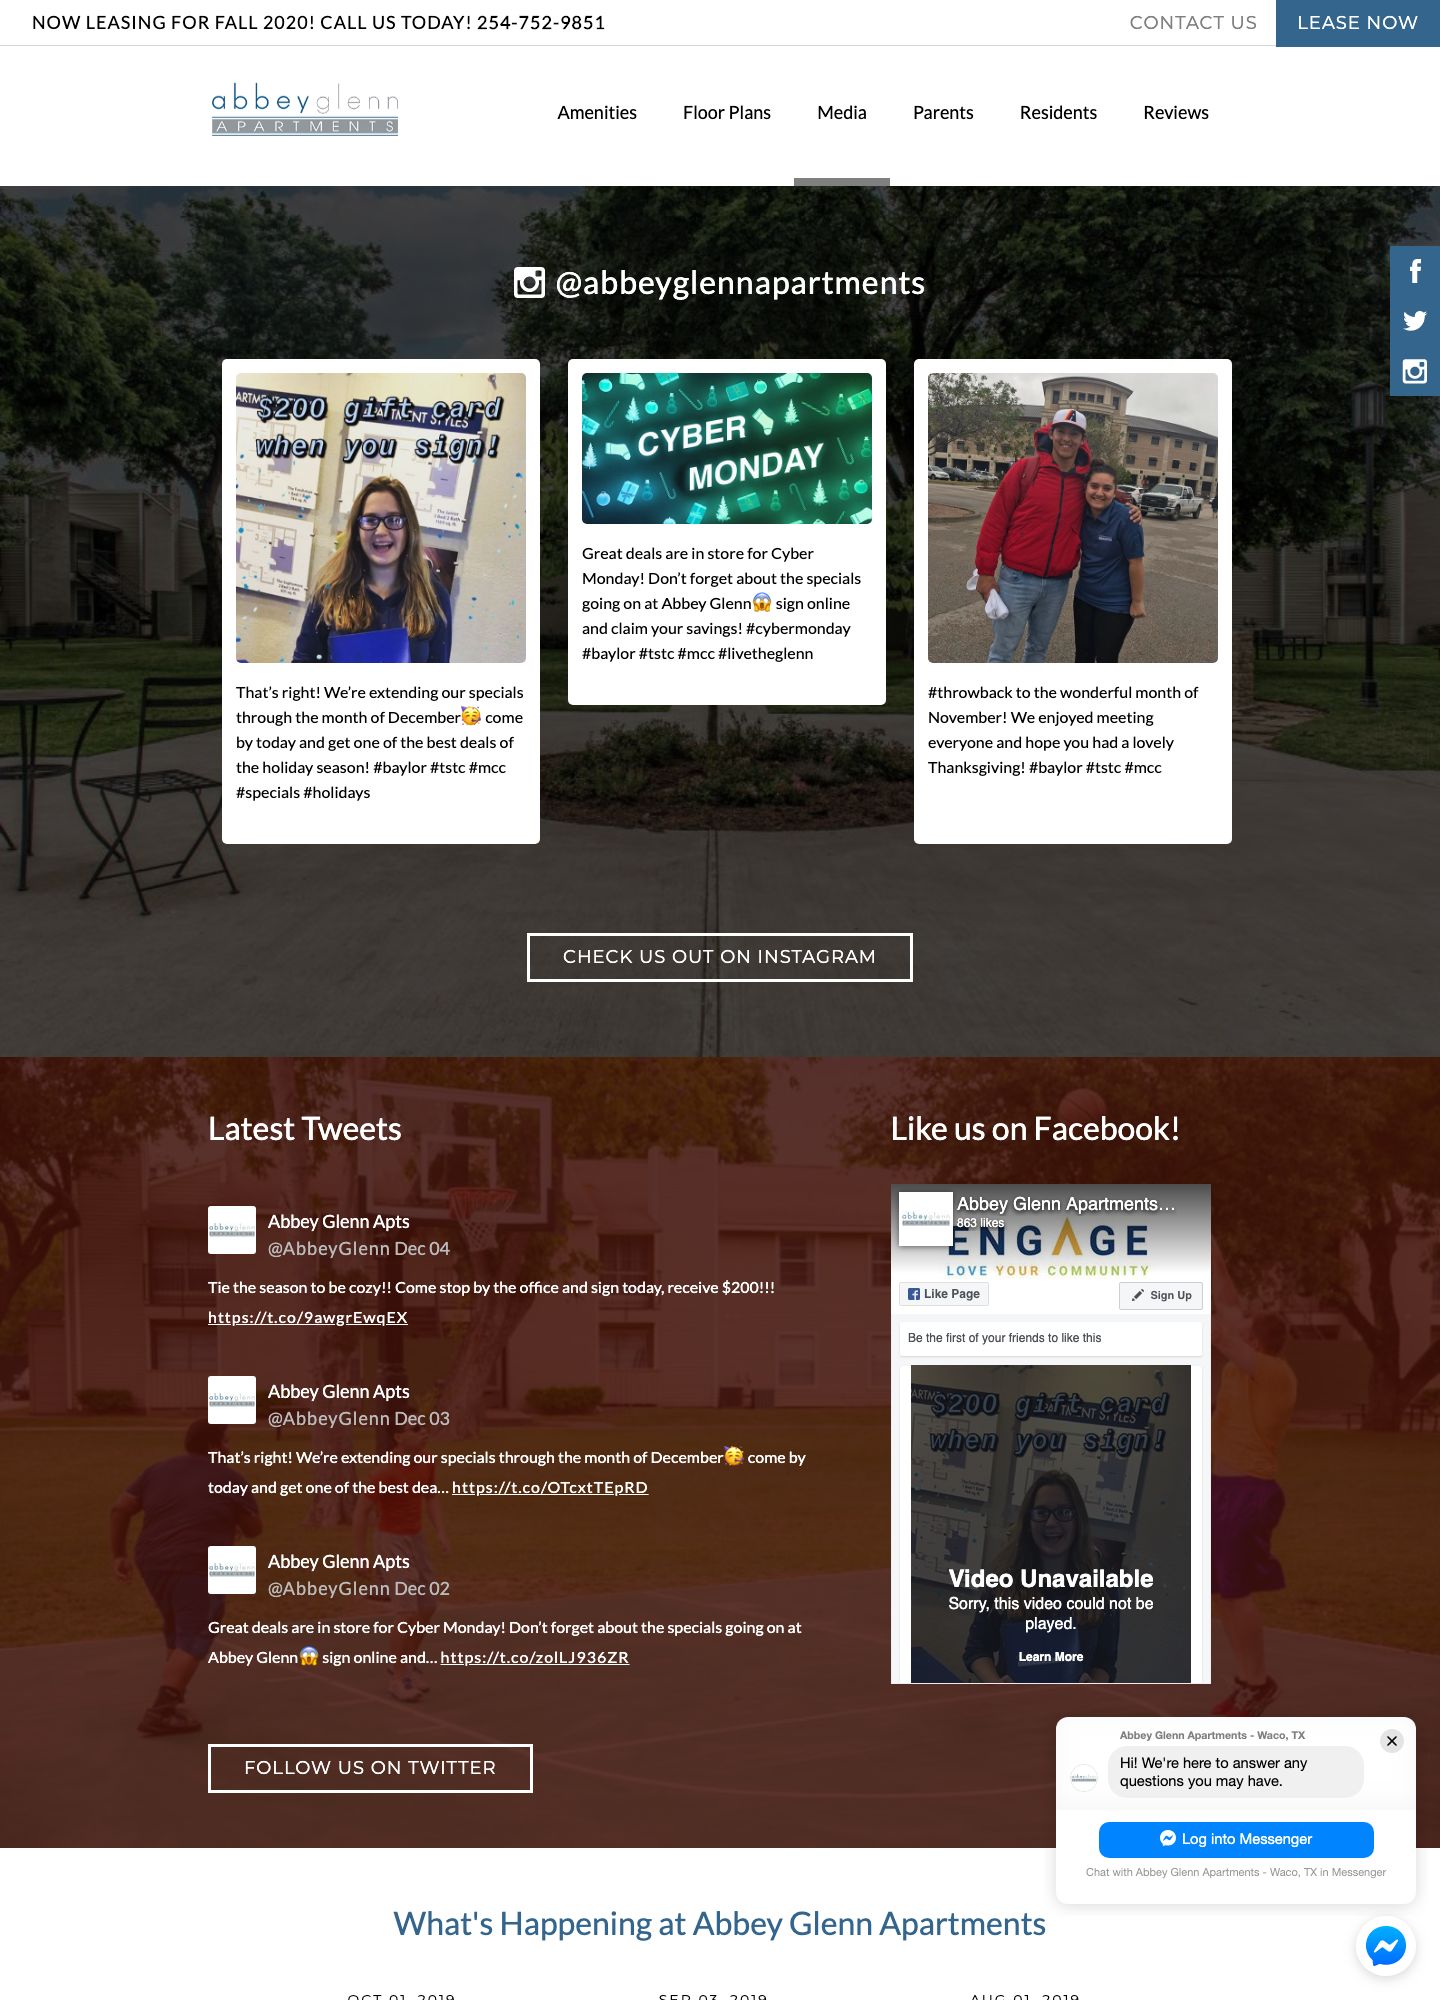 NOW LEASING FOR FALL 2020! CALL US TODAY! 254-752-9851
CONTACT US
LEASE NOW
abbeyglenn
APARTMENTS
Amenities
Floor Plans
Media
Parents
Residents
Reviews
@abbeyglennapartments
$200 gift card
when you sign!
CYBER
MONDAY
That’s right! We’re extending our specials
through the month of December🥳 come
by today and get one of the best deals of
the holiday season! #baylor #tstc #mcc
#specials #holidays
Great deals are in store for Cyber
Monday! Don’t forget about the specials
going on at Abbey Glenn😱 sign online
and claim your savings! #cybermonday
#baylor #tstc #mcc #livetheglenn
#throwback to the wonderful month of
November! We enjoyed meeting
everyone and hope you had a lovely
Thanksgiving! #baylor #tstc #mcc
CHECK US OUT ON INSTAGRAM
Latest Tweets
Abbey Glenn Apts
@AbbeyGlenn Dec 04
Tie the season to be cozy!! Come stop by the office and sign today, receive $200!!!
https://t.co/9awgrEwqEX
Abbey Glenn Apts
@AbbeyGlenn Dec 03
That’s right! We’re extending our specials through the month of December🥳 come by
today and get one of the best dea… https://t.co/OTcxtTEpRD
Abbey Glenn Apts
@AbbeyGlenn Dec 02
Great deals are in store for Cyber Monday! Don’t forget about the specials going on at
Abbey Glenn😱 sign online and… https://t.co/zolLJ936ZR
FOLLOW US ON TWITTER
Like us on Facebook!
Abbey Glenn Apartments...
863 likes
ENGAGE
LOVE YOUR COMMUNITY
Like Page
Sign Up
Be the first of your friends to like this
$200 gift card
when you sign!
Video Unavailable
Sorry, this video could not be
played.
Learn More
Abbey Glenn Apartments - Waco, TX
Hi! We're here to answer any
questions you may have.
Log into Messenger
Chat with Abbey Glenn Apartments - Waco, TX in Messenger
What's Happening at Abbey Glenn Apartments
OCT 01, 2019
SEP 03, 2019
AUG 01, 2019